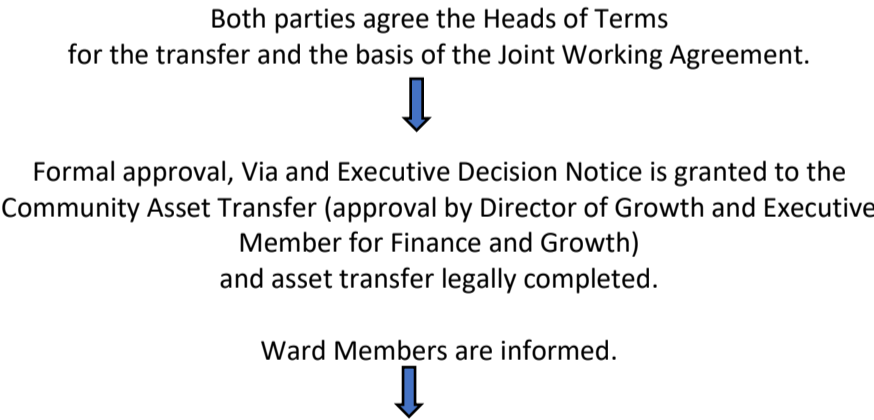 Both parties agree the Heads of Terms
for the transfer and the basis of the Joint Working Agreement.
Formal approval, Via and Executive Decision Notice is granted to the
Community Asset Transfer (approval by Director of Growth and Executive
Member for Finance and Growth)
and asset transfer legally completed.
Ward Members are informed.